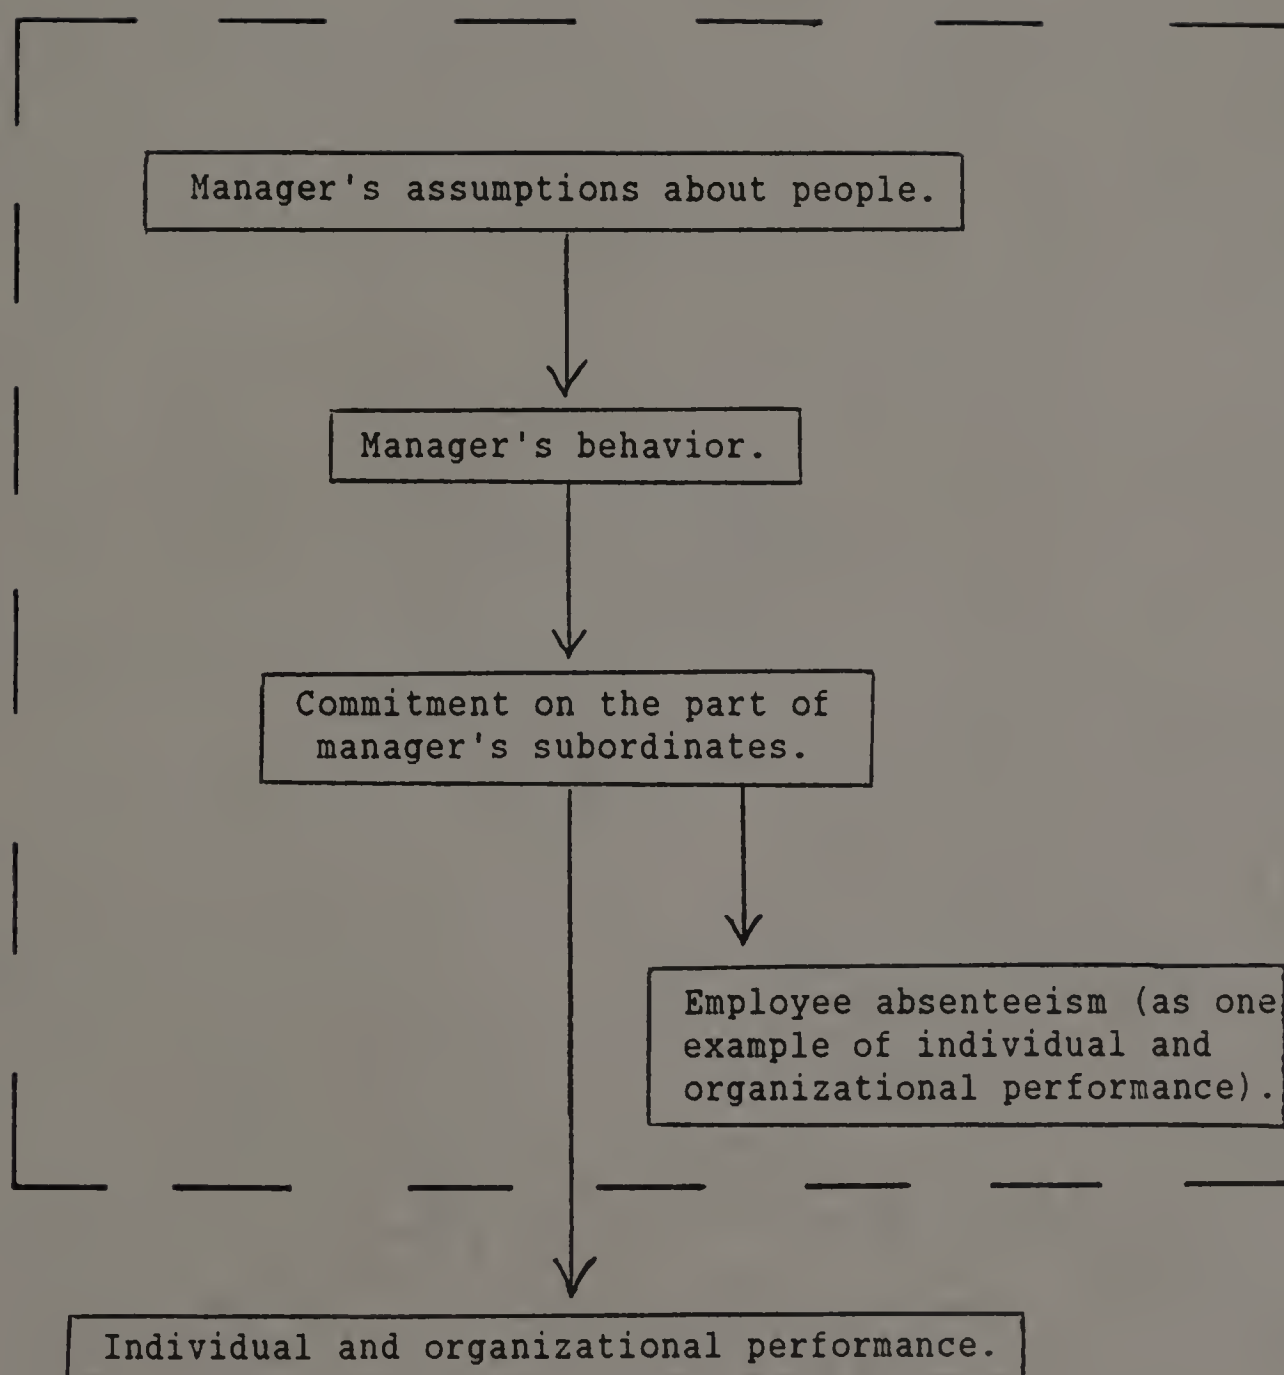 Manager's assumptions about people.
Manager's behavior.
Commitment on the part of
manager's subordinates.
Employee absenteeism (as one
example of individual and
organizational performance).
Individual and organizational performance.